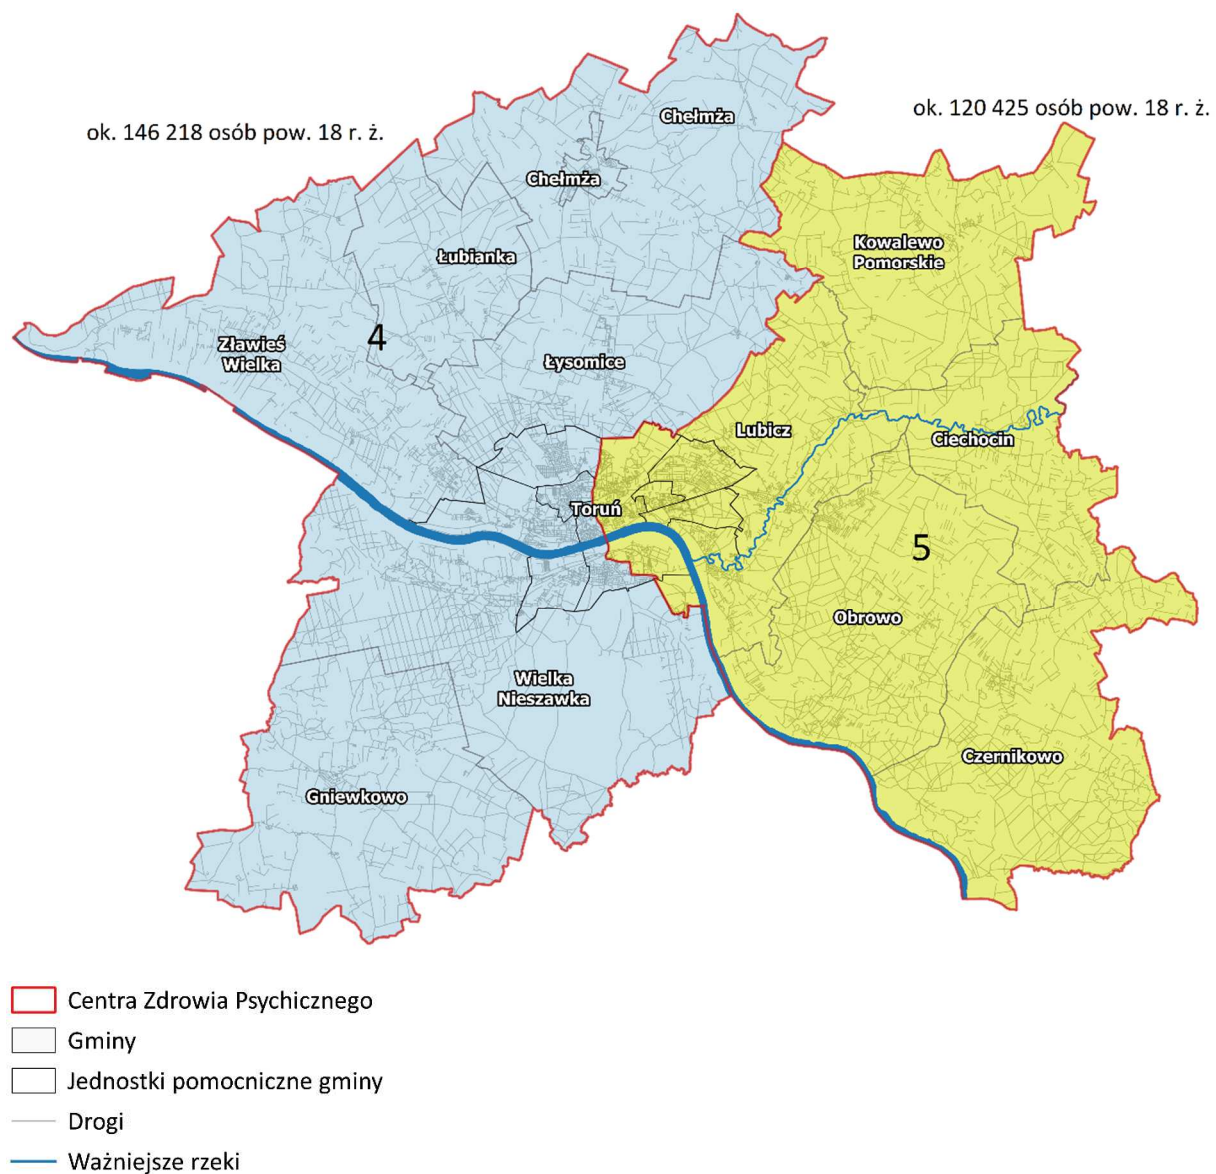 ok. 146 218 osób pow. 18 r. ż.
ok. 120 425 osób pow. 18 r. ż.
Chełmża
Chełmża
Kowalewo
Pomorskie
Łubianka
4
Zławieś
Wielka
Łysomice
Lubicz
Ciechocin
Toruń
5
Obrowo
Wielka
Nieszawka
Czernikowo
Gniewkowo
Centra Zdrowia Psychicznego
Gminy
Jednostki pomocnicze gminy
Drogi
Ważniejsze rzeki